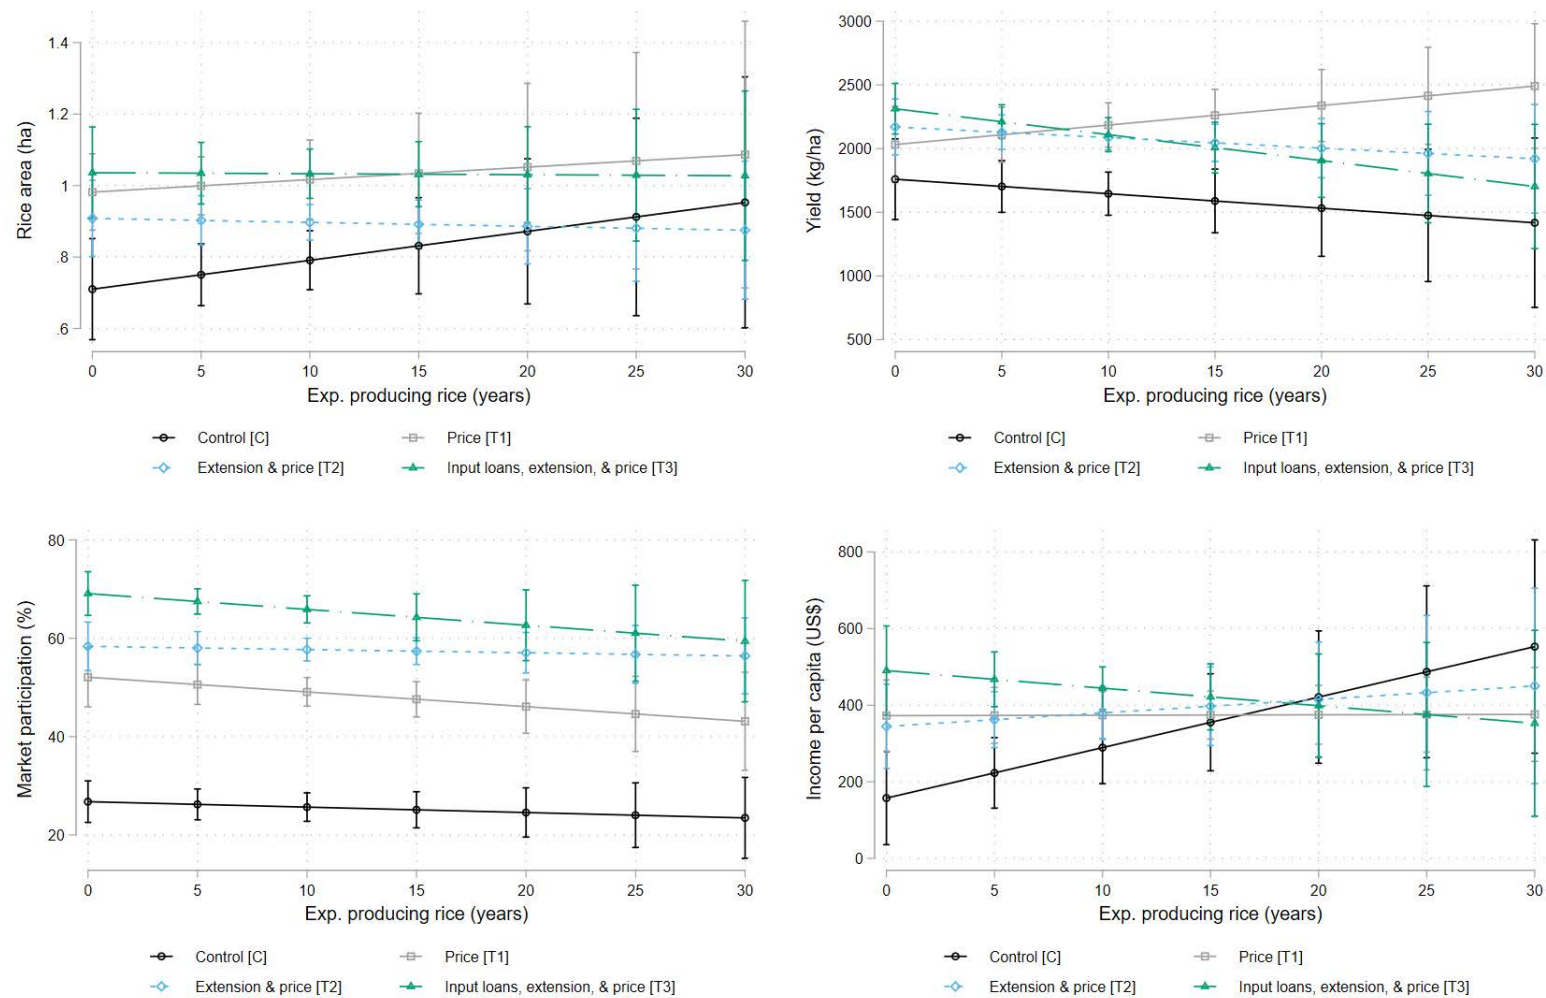 1.4
1.2
1
.8
.6
Rice area (ha)
0 5 10 15 20 25 30
Exp. producing rice (years)
Control [C] Price [T1]
Extension & price [T2] Input loans, extension, & price [T3]
3000
2500
2000
1500
1000
500
Yield (kg/ha)
0 5 10 15 20 25 30
Exp. producing rice (years)
Control [C] Price [T1]
Extension & price [T2] Input loans, extension, & price [T3]
80
60
40
20
Market participation (%)
0 5 10 15 20 25 30
Exp. producing rice (years)
Control [C] Price [T1]
Extension & price [T2] Input loans, extension, & price [T3]
800
600
400
200
0
Income per capita (US$)
0 5 10 15 20 25 30
Exp. producing rice (years)
Control [C] Price [T1]
Extension & price [T2] Input loans, extension, & price [T3]